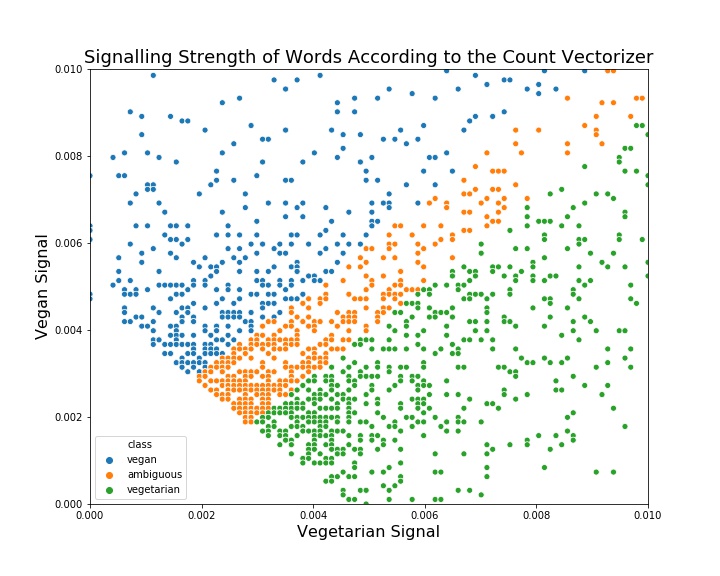 Signalling Strength of Words According to the Count Vectorizer
0.010
0.008
0.006
0.004
0.002
0.000
Vegan Signal
class
vegan
ambiguous
vegetarian
0.000 0.002 0.004 0.006 0.008 0.010
Vegetarian Signal